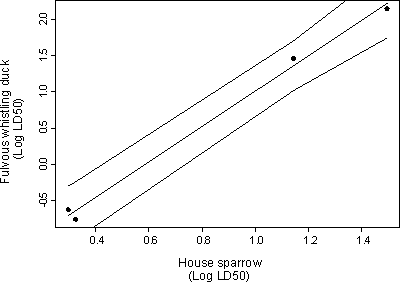 Fulvous whistling duck
(Log LD50)
2.0
1.5
1.0
0.5
0.0
-0.5
0.4 0.6 0.8 1.0 1.2 1.4
House sparrow
(Log LD50)